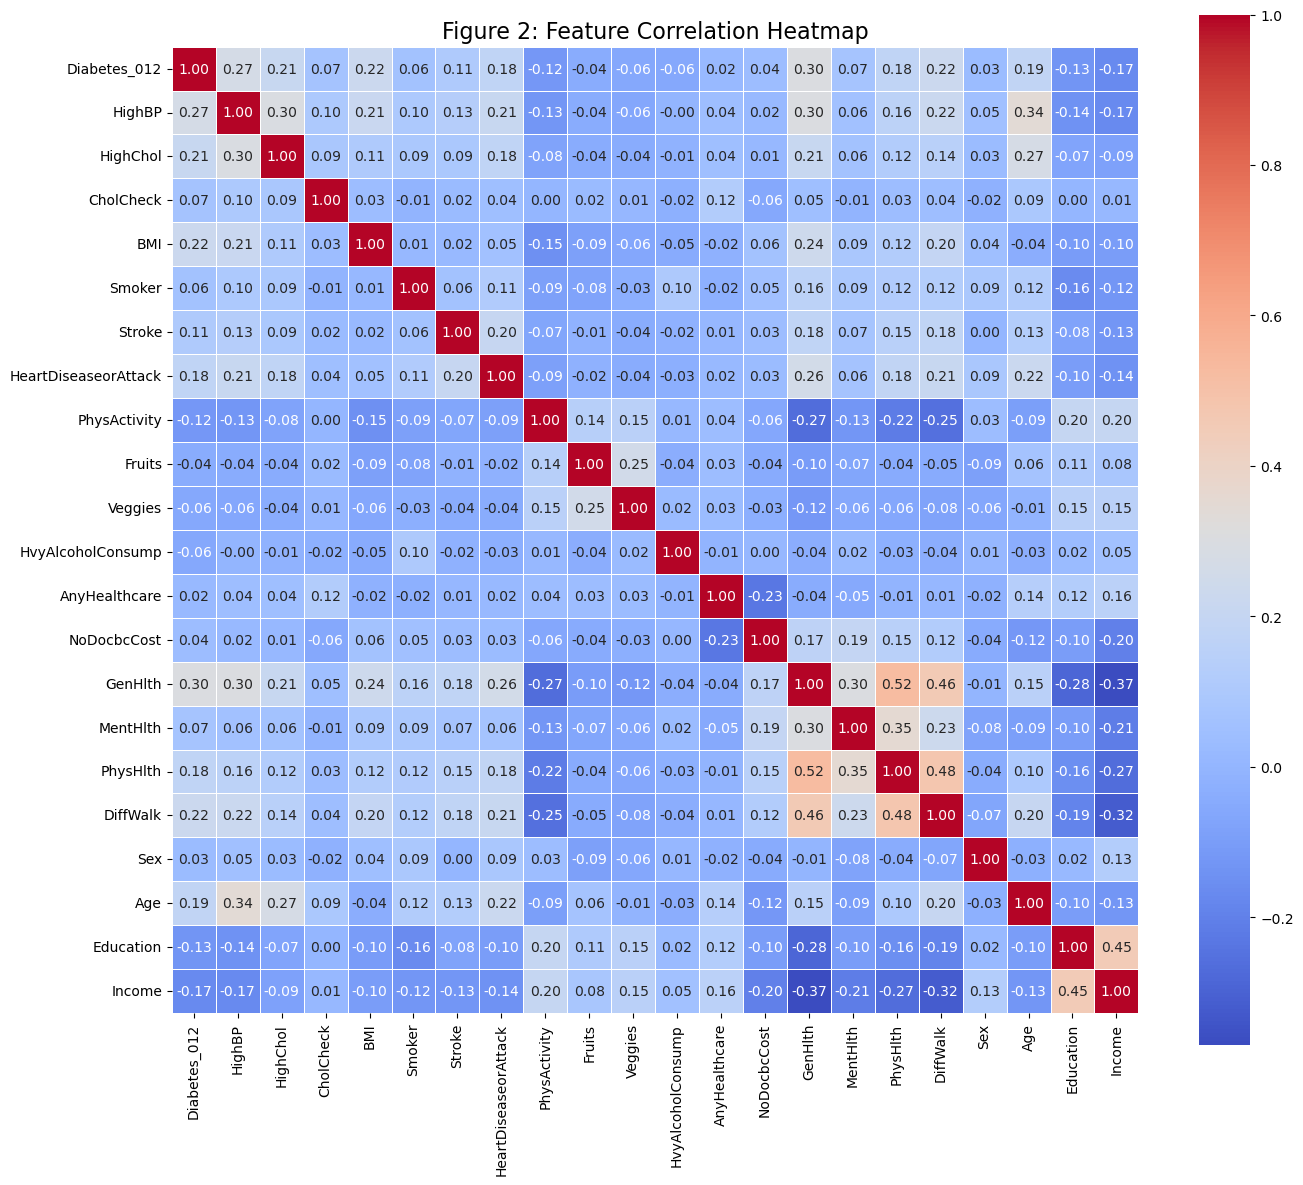 Figure 2: Feature Correlation Heatmap
1.0
Diabetes_012 1.00 0.27 0.21 0.07 0.22 0.06 0.11 0.18 -0.12 -0.04 -0.06 -0.06 0.02 0.04 0.30 0.07 0.18 0.22 0.03 0.19 -0.13 -0.17
HighBP 0.27 1.00 0.30 0.10 0.21 0.10 0.13 0.21 -0.13 -0.04 -0.06 -0.00 0.04 0.02 0.30 0.06 0.16 0.22 0.05 0.34 -0.14 -0.17
HighChol 0.21 0.30 1.00 0.09 0.11 0.09 0.09 0.18 -0.08 -0.04 -0.04 -0.01 0.04 0.01 0.21 0.06 0.12 0.14 0.03 0.27 -0.07 -0.09
0.8
CholCheck 0.07 0.10 0.09 1.00 0.03 -0.01 0.02 0.04 0.00 0.02 0.01 -0.02 0.12 -0.06 0.05 -0.01 0.03 0.04 -0.02 0.09 0.00 0.01
BMI 0.22 0.21 0.11 0.03 1.00 0.01 0.02 0.05 -0.15 -0.09 -0.06 -0.05 -0.02 0.06 0.24 0.09 0.12 0.20 0.04 -0.04 -0.10 -0.10
Smoker 0.06 0.10 0.09 -0.01 0.01 1.00 0.06 0.11 -0.09 -0.08 -0.03 0.10 -0.02 0.05 0.16 0.09 0.12 0.12 0.09 0.12 -0.16 -0.12
0.6
Stroke 0.11 0.13 0.09 0.02 0.02 0.06 1.00 0.20 -0.07 -0.01 -0.04 -0.02 0.01 0.03 0.18 0.07 0.15 0.18 0.00 0.13 -0.08 -0.13
HeartDiseaseorAttack 0.18 0.21 0.18 0.04 0.05 0.11 0.20 1.00 -0.09 -0.02 -0.04 -0.03 0.02 0.03 0.26 0.06 0.18 0.21 0.09 0.22 -0.10 -0.14
PhysActivity -0.12 -0.13 -0.08 0.00 -0.15 -0.09 -0.07 -0.09 1.00 0.14 0.15 0.01 0.04 -0.06 -0.27 -0.13 -0.22 -0.25 0.03 -0.09 0.20 0.20
Fruits -0.04 -0.04 -0.04 0.02 -0.09 -0.08 -0.01 -0.02 0.14 1.00 0.25 -0.04 0.03 -0.04 -0.10 -0.07 -0.04 -0.05 -0.09 0.06 0.11 0.08
0.4
Veggies -0.06 -0.06 -0.04 0.01 -0.06 -0.03 -0.04 -0.04 0.15 0.25 1.00 0.02 0.03 -0.03 -0.12 -0.06 -0.06 -0.08 -0.06 -0.01 0.15 0.15
HvyAlcoholConsump -0.06 -0.00 -0.01 -0.02 -0.05 0.10 -0.02 -0.03 0.01 -0.04 0.02 1.00 -0.01 0.00 -0.04 0.02 -0.03 -0.04 0.01 -0.03 0.02 0.05
AnyHealthcare 0.02 0.04 0.04 0.12 -0.02 -0.02 0.01 0.02 0.04 0.03 0.03 -0.01 1.00 -0.23 -0.04 -0.05 -0.01 0.01 -0.02 0.14 0.12 0.16
0.2
NoDocbcCost 0.04 0.02 0.01 -0.06 0.06 0.05 0.03 0.03 -0.06 -0.04 -0.03 0.00 -0.23 1.00 0.17 0.19 0.15 0.12 -0.04 -0.12 -0.10 -0.20
GenHlth 0.30 0.30 0.21 0.05 0.24 0.16 0.18 0.26 -0.27 -0.10 -0.12 -0.04 -0.04 0.17 1.00 0.30 0.52 0.46 -0.01 0.15 -0.28 -0.37
MentHlth 0.07 0.06 0.06 -0.01 0.09 0.09 0.07 0.06 -0.13 -0.07 -0.06 0.02 -0.05 0.19 0.30 1.00 0.35 0.23 -0.08 -0.09 -0.10 -0.21
PhysHlth 0.18 0.16 0.12 0.03 0.12 0.12 0.15 0.18 -0.22 -0.04 -0.06 -0.03 -0.01 0.15 0.52 0.35 1.00 0.48 -0.04 0.10 -0.16 -0.27
0.0
DiffWalk 0.22 0.22 0.14 0.04 0.20 0.12 0.18 0.21 -0.25 -0.05 -0.08 -0.04 0.01 0.12 0.46 0.23 0.48 1.00 -0.07 0.20 -0.19 -0.32
Sex 0.03 0.05 0.03 -0.02 0.04 0.09 0.00 0.09 0.03 -0.09 -0.06 0.01 -0.02 -0.04 -0.01 -0.08 -0.04 -0.07 1.00 -0.03 0.02 0.13
Age 0.19 0.34 0.27 0.09 -0.04 0.12 0.13 0.22 -0.09 0.06 -0.01 -0.03 0.14 -0.12 0.15 -0.09 0.10 0.20 -0.03 1.00 -0.10 -0.13
−0.2
Education -0.13 -0.14 -0.07 0.00 -0.10 -0.16 -0.08 -0.10 0.20 0.11 0.15 0.02 0.12 -0.10 -0.28 -0.10 -0.16 -0.19 0.02 -0.10 1.00 0.45
Income -0.17 -0.17 -0.09 0.01 -0.10 -0.12 -0.13 -0.14 0.20 0.08 0.15 0.05 0.16 -0.20 -0.37 -0.21 -0.27 -0.32 0.13 -0.13 0.45 1.00
Diabetes_012
HighBP
HighChol
CholCheck
BMI
Smoker
Stroke
HeartDiseaseorAttack
PhysActivity
Fruits
Veggies
HvyAlcoholConsump
AnyHealthcare
NoDocbcCost
GenHlth
MentHlth
PhysHlth
DiffWalk
Sex
Age
Education
Income